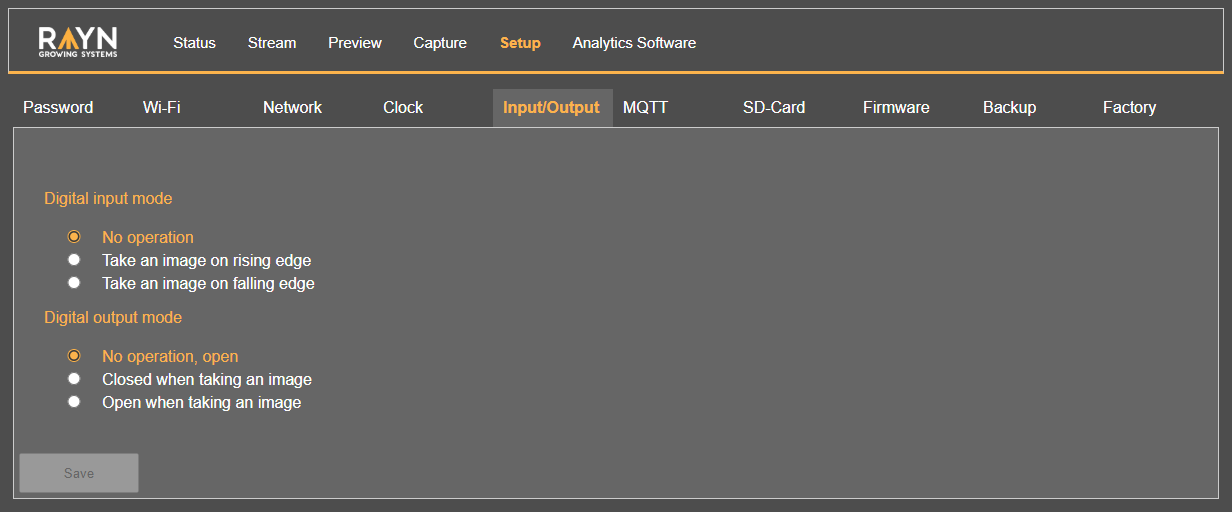 RAYN
GROWING SYSTEMS
Status Stream Preview Capture Setup Analytics Software
Password Wi-Fi Network Clock Input/Output MQTT SD-Card Firmware Backup Factory
Digital input mode
No operation
Take an image on rising edge
Take an image on falling edge
Digital output mode
No operation, open
Closed when taking an image
Open when taking an image
Save